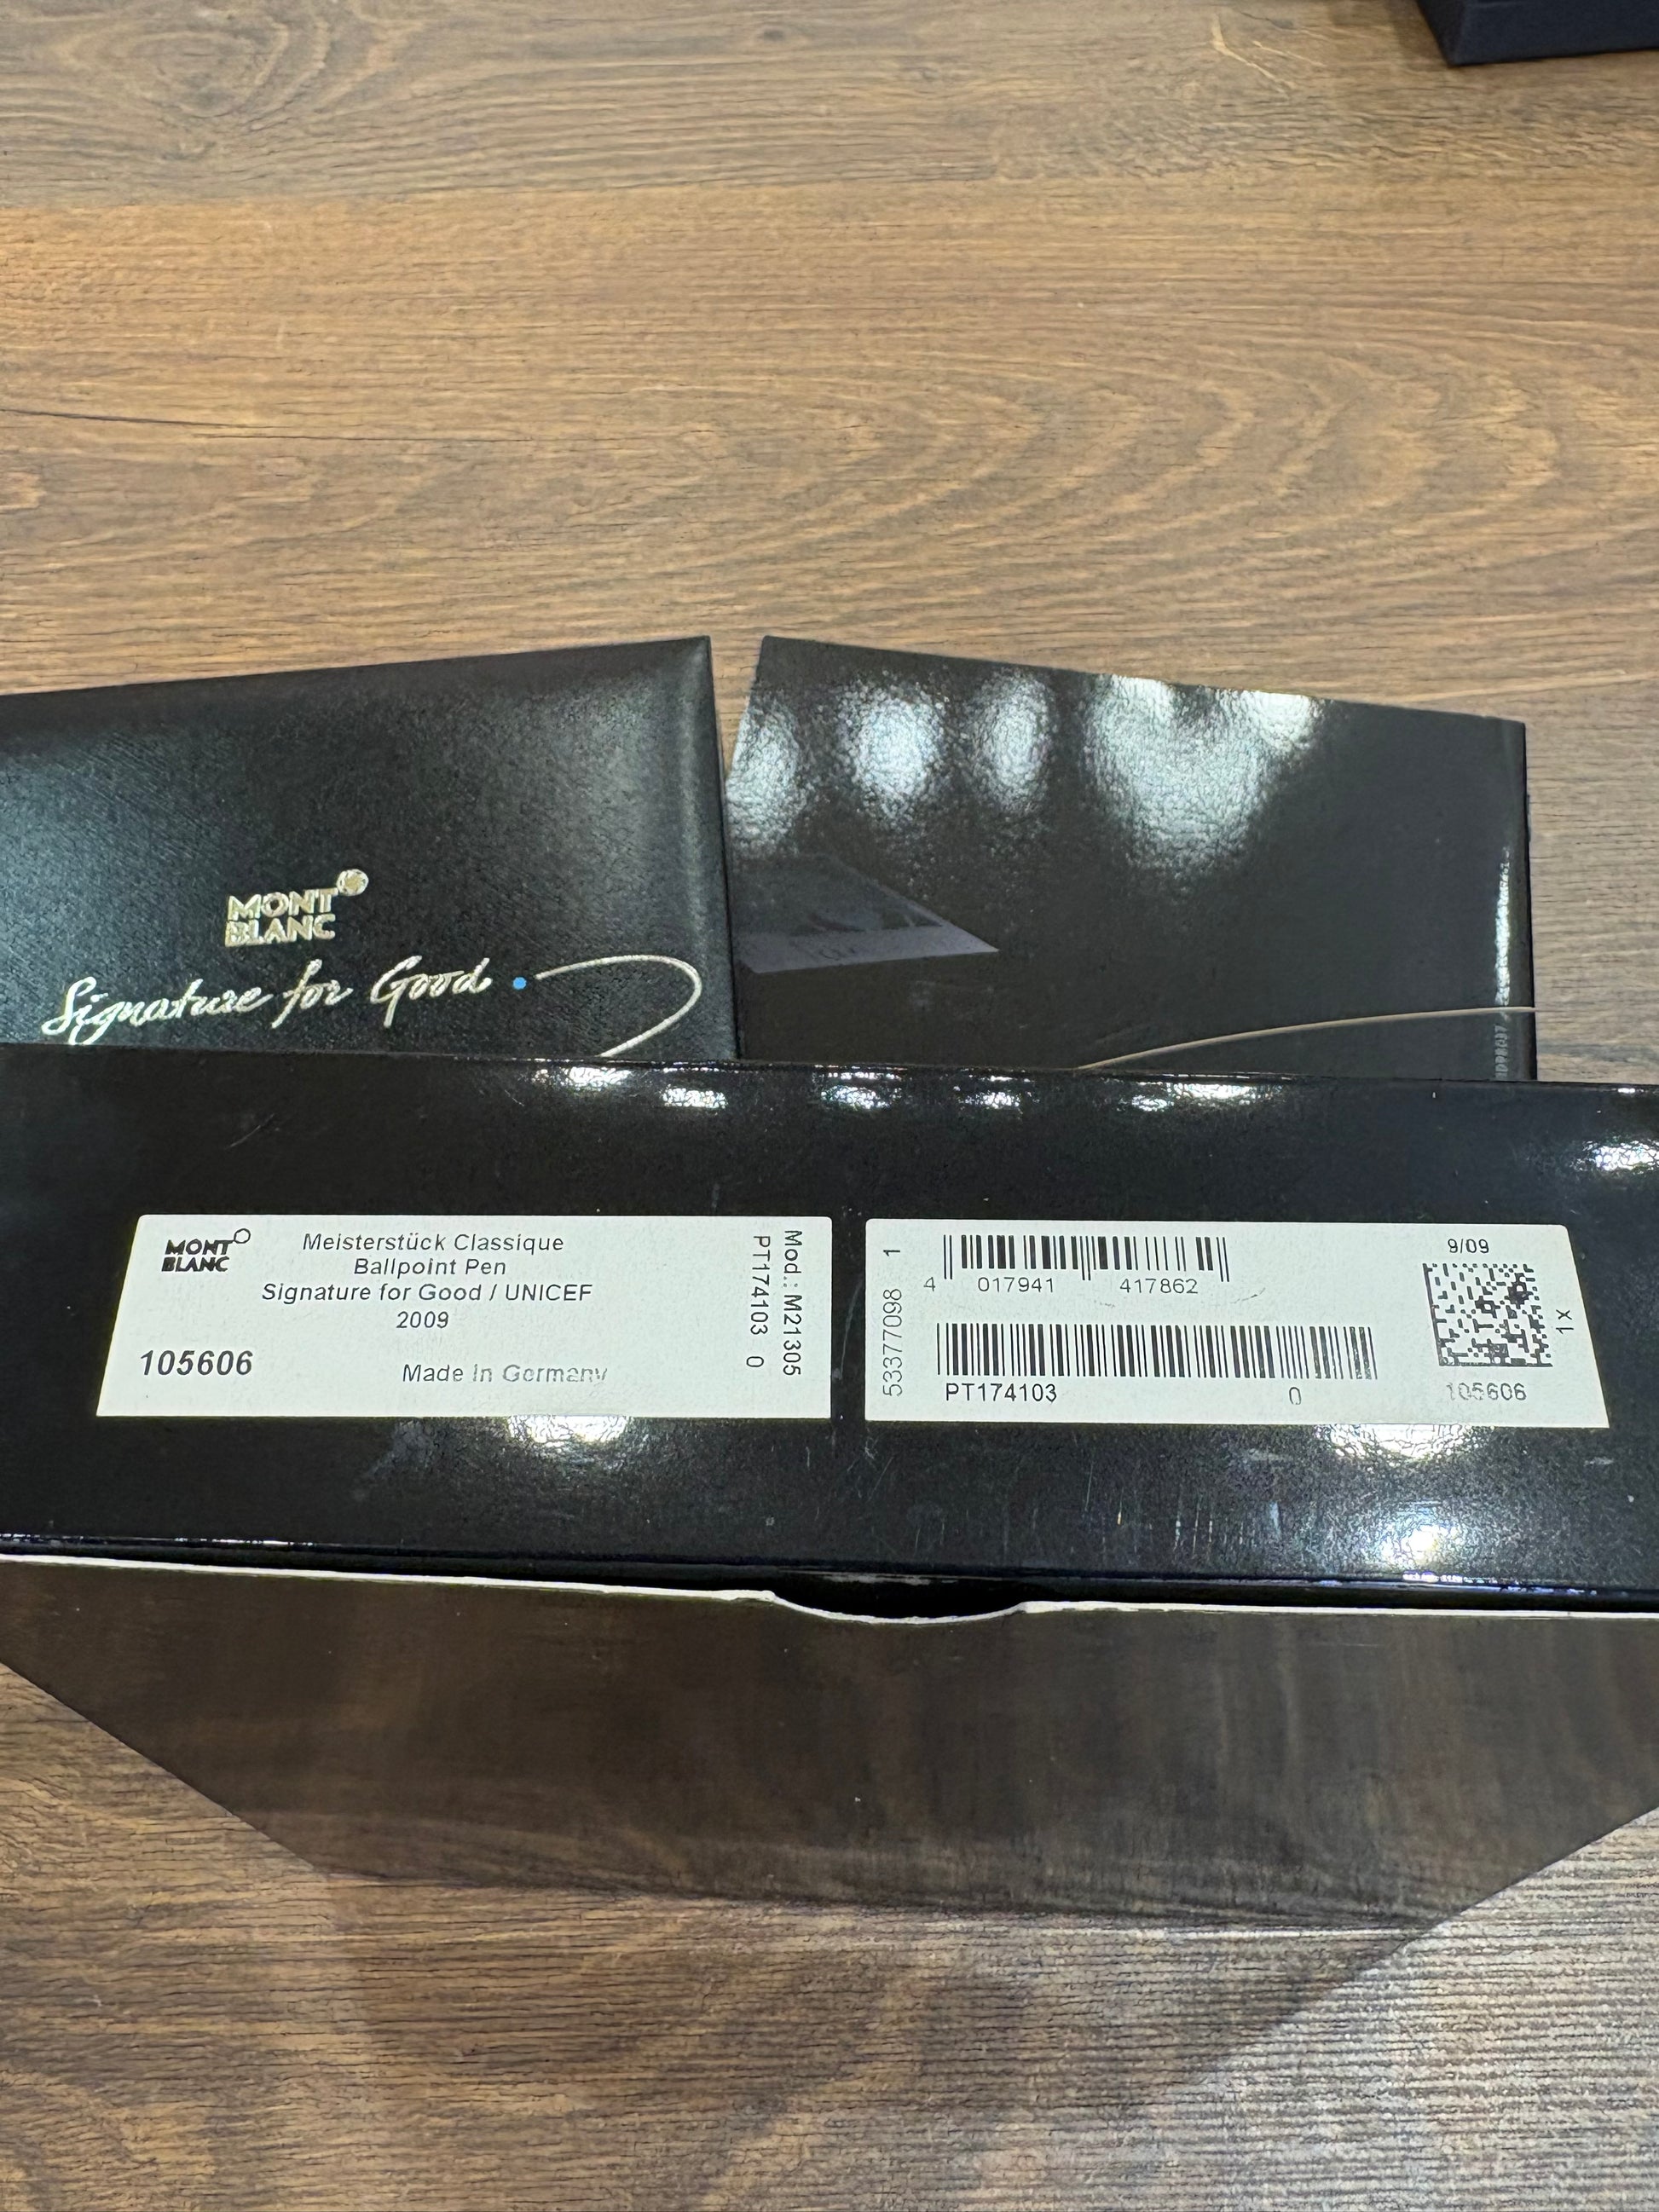 MONT
BLANC
Signature for Good
MONT
BLANC
Meisterstück Classique
Ballpoint Pen
Signature for Good / UNICEF
2009
105606
Made In Germany
Mod.: M21305
PT174103 0
53377098 1
4 017941 417862
PT174103 0
9/09
1x
105606